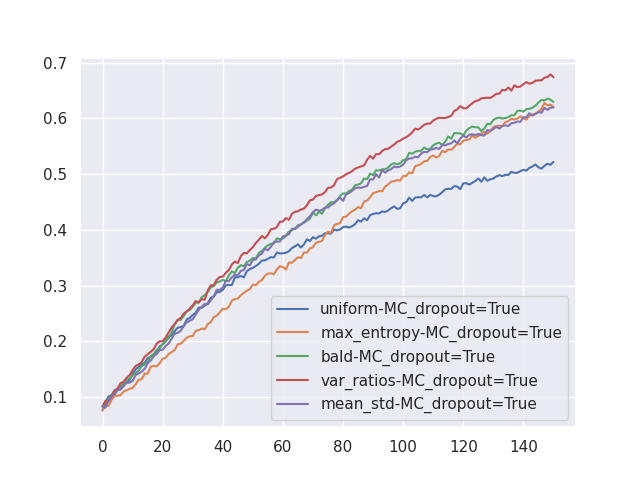 0.7
0.6
0.5
0.4
0.3
0.2
0.1
uniform-MC_dropout=True
max_entropy-MC_dropout=True
bald-MC_dropout=True
var_ratios-MC_dropout=True
mean_std-MC_dropout=True
0 20 40 60 80 100 120 140